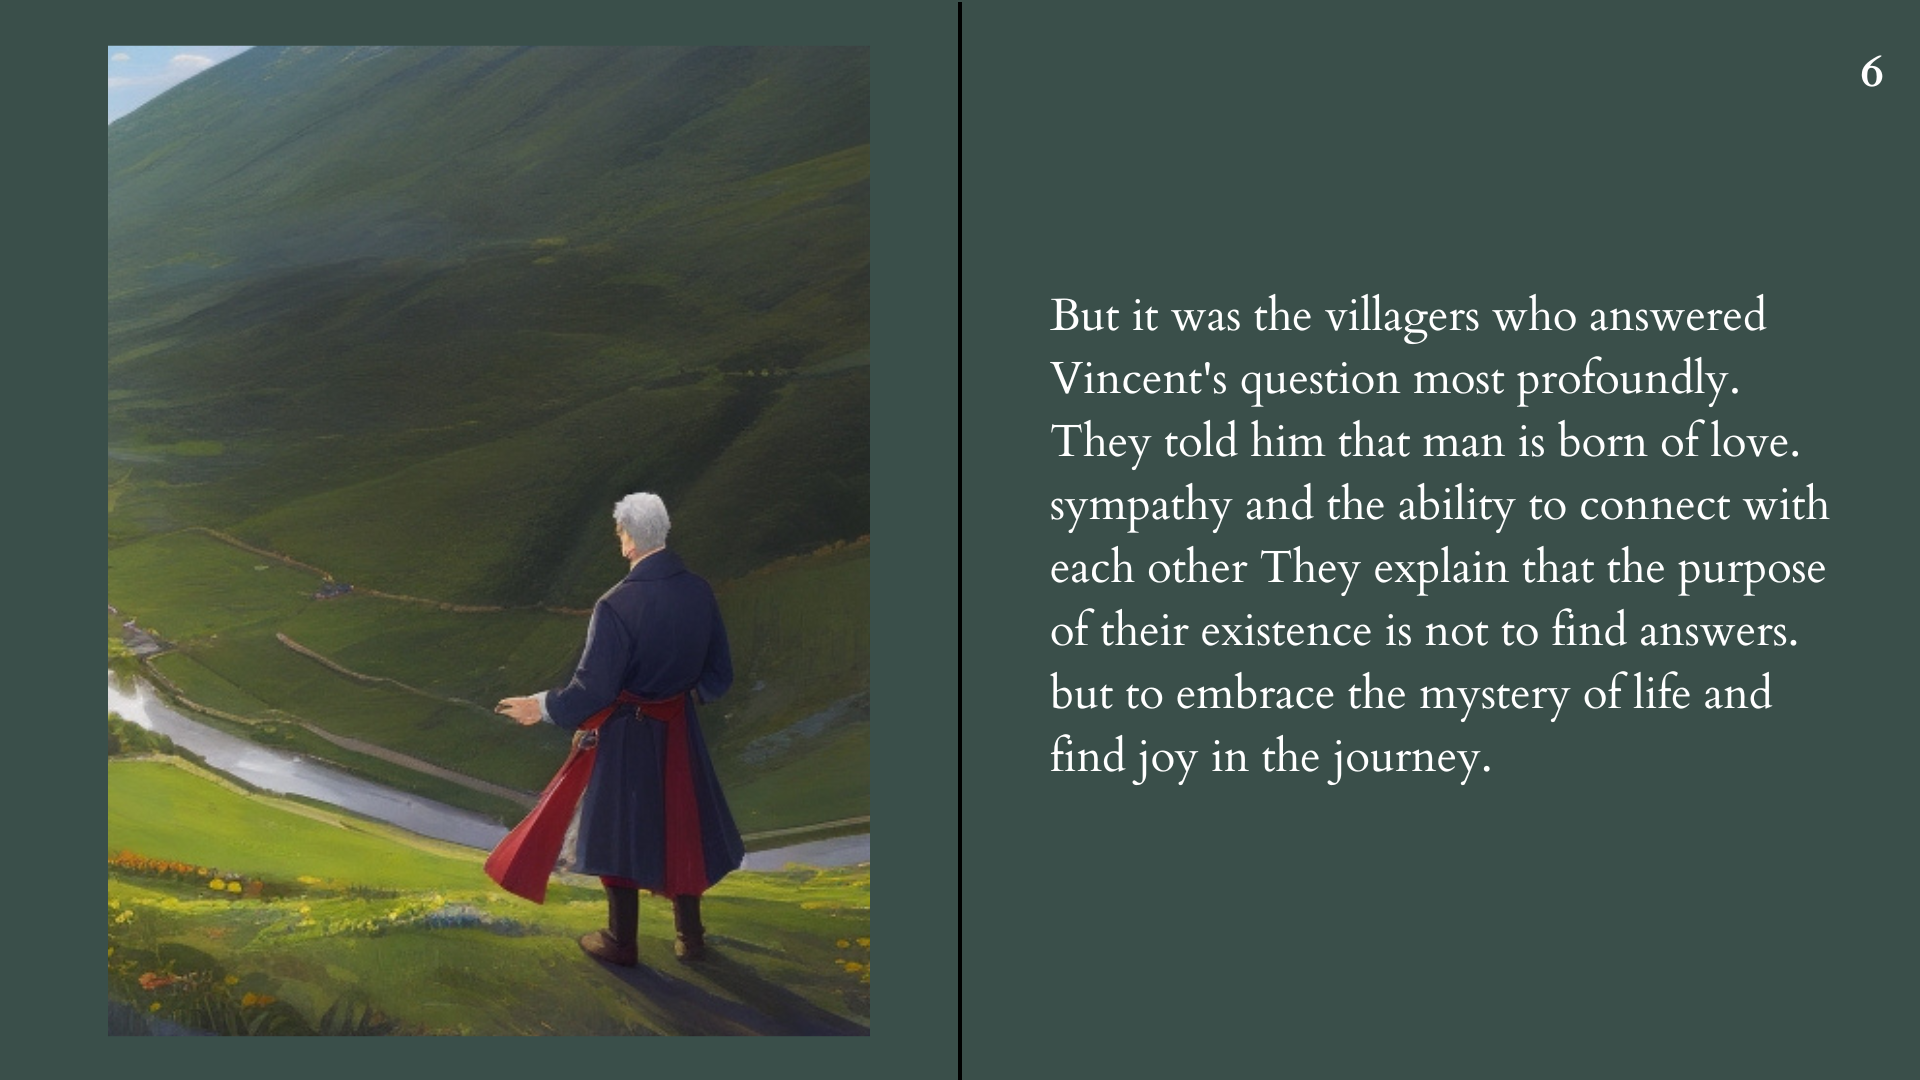 6
But it was the villagers who answered
Vincent's question most profoundly.
They told him that man is born of love.
sympathy and the ability to connect with
each other They explain that the purpose
of their existence is not to find answers.
but to embrace the mystery of life and
find joy in the journey.